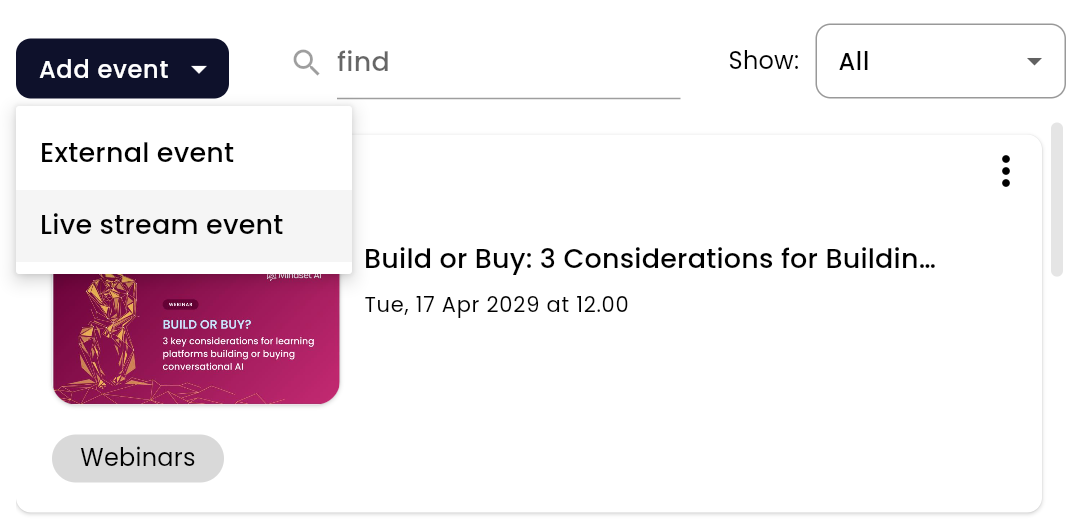 Add event
find
Show:
All
External event
Live stream event
Mindset AI
Build or Buy: 3 Considerations for Buildin...
Tue, 17 Apr 2029 at 12.00
WEBINAR
BUILD OR BUY?
3 key considerations for learning
platforms building or buying
conversational AI
Webinars